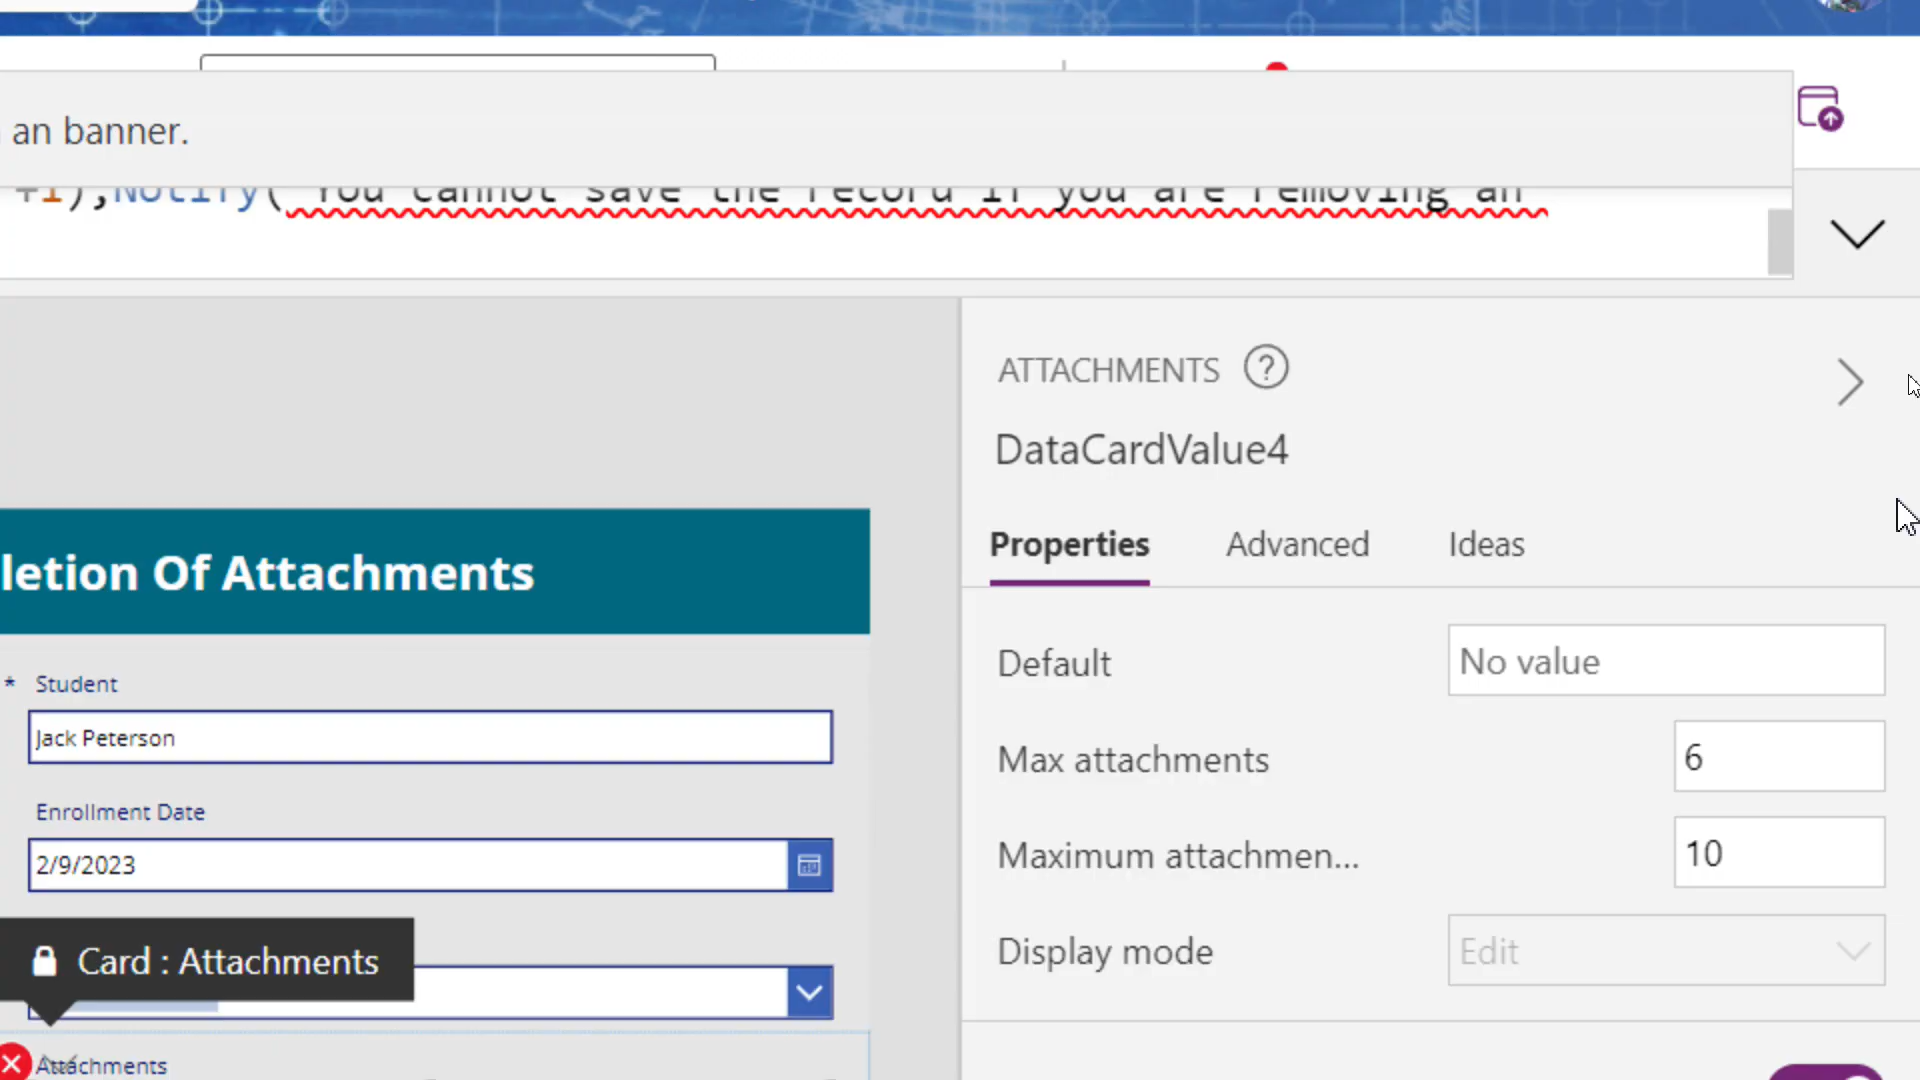 an banner.
+1),Notify("You cannot save the record if you are removing an
ATTACHMENTS ?
DataCardValue4
Properties Advanced Ideas
letion Of Attachments
* Student
Jack Peterson
Enrollment Date
2/9/2023
Card : Attachments
Attachments
Default No value
Max attachments 6
Maximum attachmen... 10
Display mode Edit